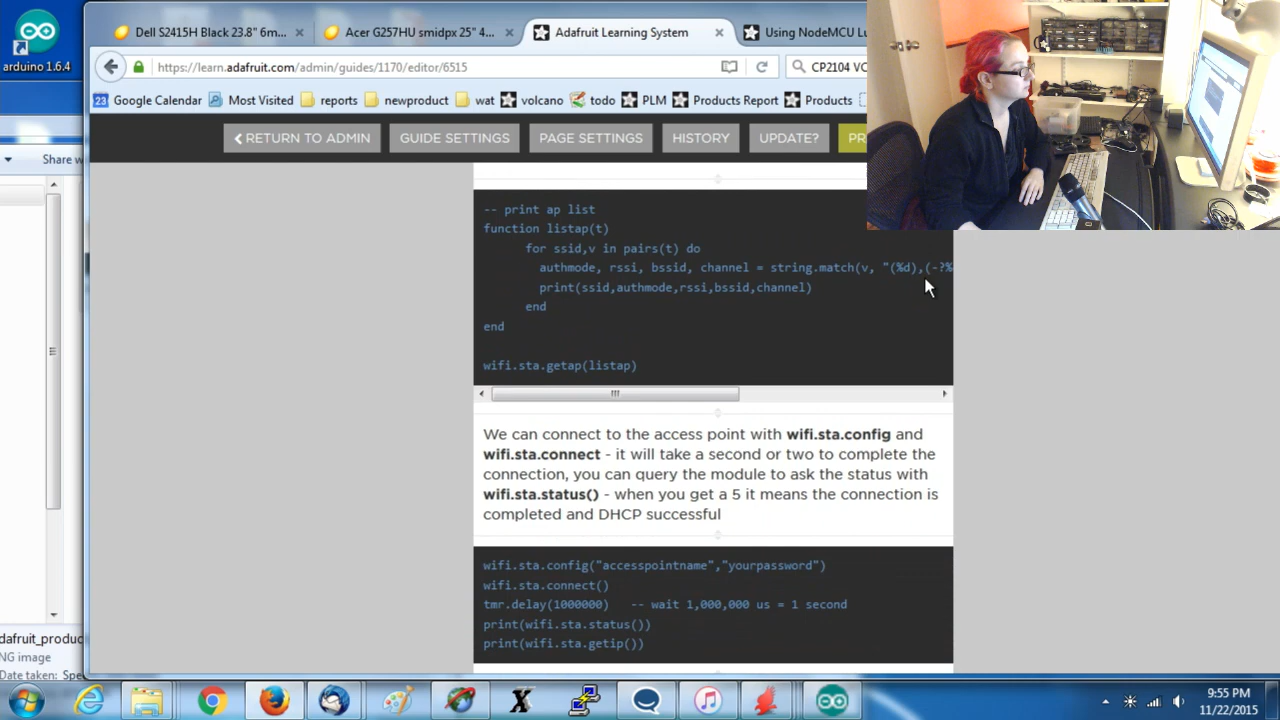 arduino 1.6.4
Dell S2415H Black 23.8" 6m...
Acer G257HU smidpx 25" 4...
Adafruit Learning System
Using NodeMCU Lu
https://learn.adafruit.com/admin/guides/1170/editor/6515
CP2104 VC
Google Calendar
Most Visited
reports
newproduct
wat
volcano
todo
PLM
Products Report
Products
RETURN TO ADMIN
GUIDE SETTINGS
PAGE SETTINGS
HISTORY
UPDATE?
PR
Share w
-- print ap list
function listap(t)
for ssid,v in pairs(t) do
authmode, rssi, bssid, channel = string.match(v, "(%d),(-?%
print(ssid,authmode,rssi,bssid,channel)
end
end
wifi.sta.getap(listap)
We can connect to the access point with wifi.sta.config and
wifi.sta.connect - it will take a second or two to complete the
connection, you can query the module to ask the status with
wifi.sta.status() - when you get a 5 it means the connection is
completed and DHCP successful
wifi.sta.config("accesspointname","yourpassword")
wifi.sta.connect()
tmr.delay(1000000) -- wait 1,000,000 us = 1 second
print(wifi.sta.status())
print(wifi.sta.getip())
dafruit_produc
NG image
Date taken: Spe
9:55 PM
11/22/2015